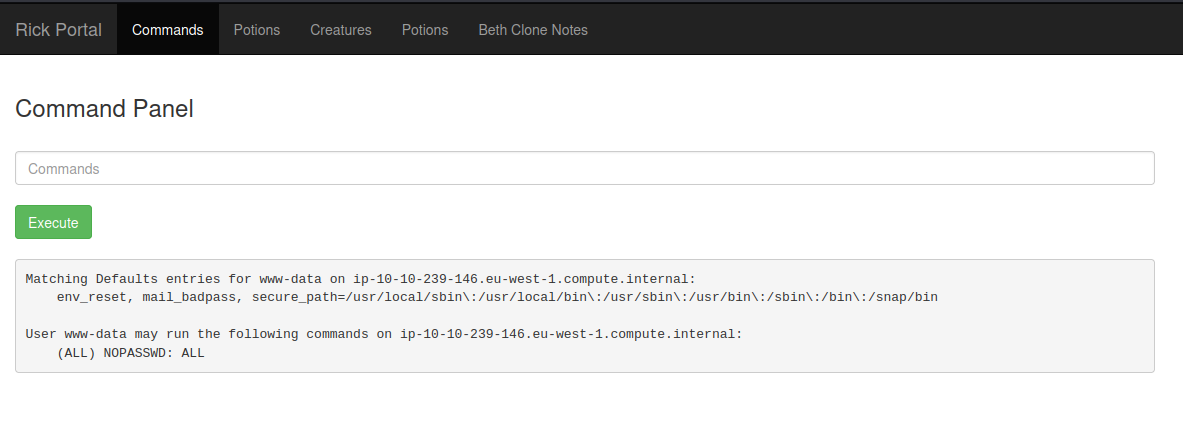 Rick Portal Commands Potions Creatures Potions Beth Clone Notes
Command Panel
Commands
Execute
Matching Defaults entries for www-data on ip-10-10-239-146.eu-west-1.compute.internal:
    env_reset, mail_badpass, secure_path=/usr/local/sbin\:/usr/local/bin\:/usr/sbin\:/usr/bin\:/sbin\:/bin\:/snap/bin
User www-data may run the following commands on ip-10-10-239-146.eu-west-1.compute.internal:
    (ALL) NOPASSWD: ALL